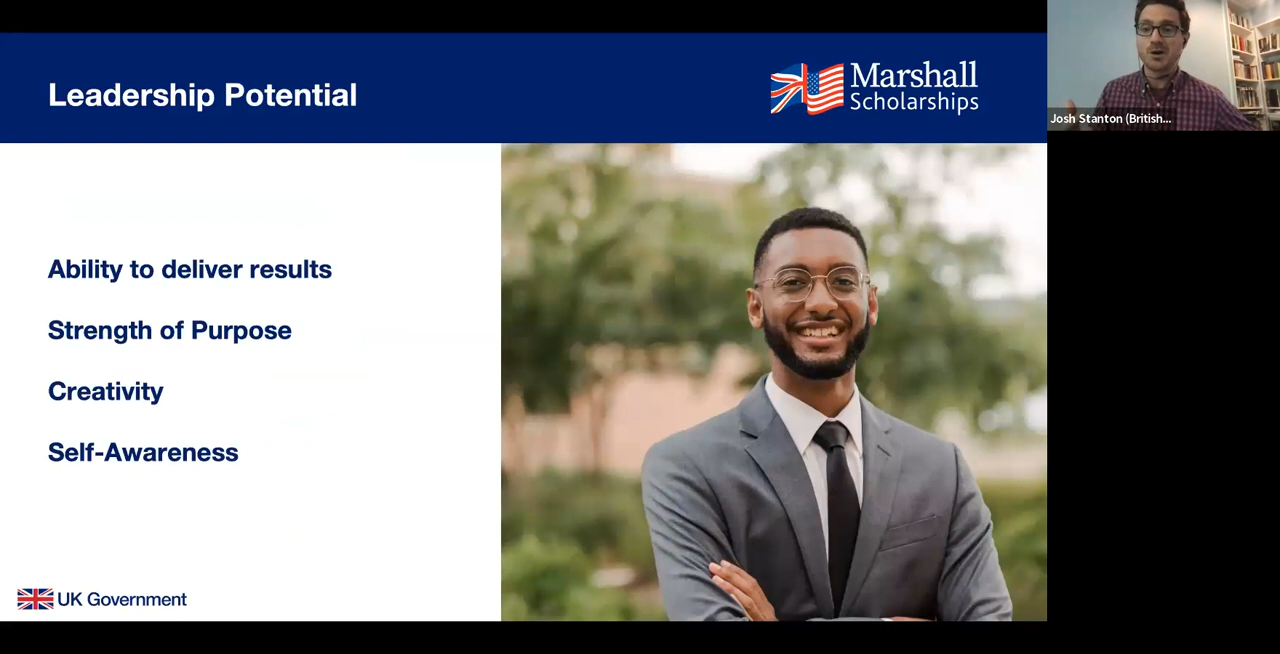 Leadership Potential
Marshall
Scholarships
Josh Stanton (British...
Ability to deliver results
Strength of Purpose
Creativity
Self-Awareness
UK Government